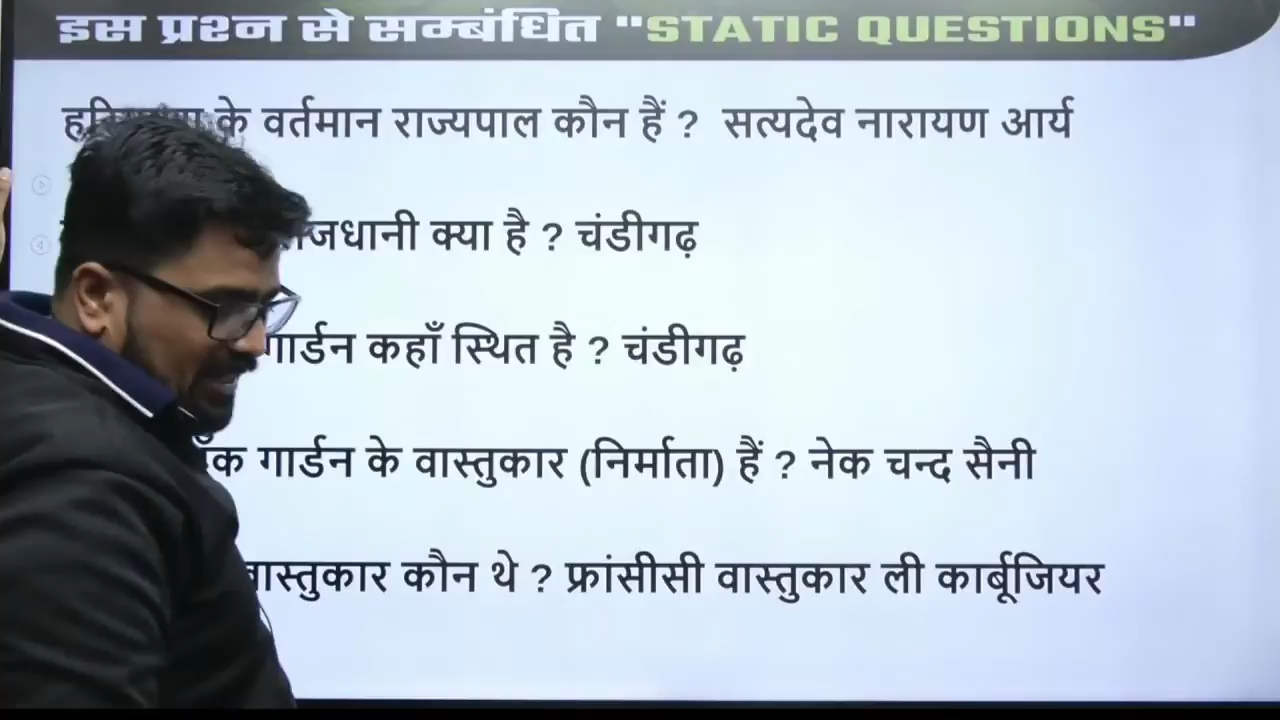 इस प्रश्न से सम्बंधित "STATIC QUESTIONS"
के वर्तमान राज्यपाल कौन हैं ? सत्यदेव नारायण आर्य
क्या है ? चंडीगढ़
गार्डन कहाँ स्थित है ? चंडीगढ़
गार्डन के वास्तुकार (निर्माता) हैं ? नेक चन्द सैनी
कौन थे ? फ्रांसीसी वास्तुकार ली कार्बूजियर